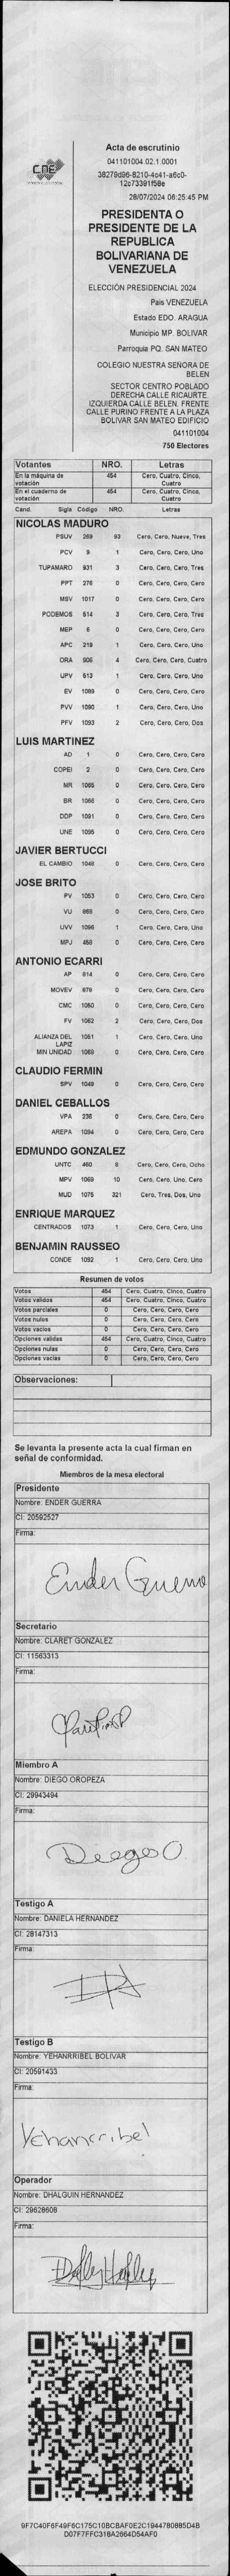 CNE
Acta de escrutinio
041101004.02.1.0001
28/07/2024 06:25:45 PM
PRESIDENTA O
PRESIDENTE DE LA
REPUBLICA
BOLIVARIANA DE
VENEZUELA
ELECCIÓN PRESIDENCIAL 2024
Pais VENEZUELA
Estado EDO. ARAGUA
Municipio MP. BOLIVAR
Parroquia PQ. SAN MATEO
COLEGIO NUESTRA SEÑORA DE
BELEN
SECTOR CENTRO POBLADO
DERECHA CALLE RICAURTE.
IZQUIERDA CALLE BELEN. FRENTE
CALLE PURINO FRENTE A LA PLAZA
BOLIVAR SAN MATEO EDIFICIO
041101004
750 Electores
Votantes NRO. Letras
En la máquina de votación 454 Cero, Cuatro, Cinco, Cuatro
En el cuaderno de votación 454 Cero, Cuatro, Cinco, Cuatro
Cand. Sigla Código NRO. Letras
NICOLAS MADURO
PSUV 269 93 Cero, Cero, Nueve, Tres
PCV 9 1 Cero, Cero, Cero, Uno
TUPAMARO 931 3 Cero, Cero, Cero, Tres
PPT 276 0 Cero, Cero, Cero, Cero
MSV 1017 0 Cero, Cero, Cero, Cero
PODEMOS 514 3 Cero, Cero, Cero, Tres
MEP 6 0 Cero, Cero, Cero, Cero
APC 219 1 Cero, Cero, Cero, Uno
ORA 906 4 Cero, Cero, Cero, Cuatro
UPV 613 1 Cero, Cero, Cero, Uno
EV 1089 0 Cero, Cero, Cero, Cero
PVV 1090 1 Cero, Cero, Cero, Uno
PFV 1093 2 Cero, Cero, Cero, Dos
LUIS MARTINEZ
AD 1 0 Cero, Cero, Cero, Cero
COPEI 2 0 Cero, Cero, Cero, Cero
MR 1065 0 Cero, Cero, Cero, Cero
BR 1066 0 Cero, Cero, Cero, Cero
DDP 1091 0 Cero, Cero, Cero, Cero
UNE 1095 0 Cero, Cero, Cero, Cero
JAVIER BERTUCCI
EL CAMBIO 1048 0 Cero, Cero, Cero, Cero
JOSE BRITO
PV 1053 0 Cero, Cero, Cero, Cero
VU 868 0 Cero, Cero, Cero, Cero
UVV 1096 1 Cero, Cero, Cero, Uno
MPJ 458 0 Cero, Cero, Cero, Cero
ANTONIO ECARRI
AP 814 0 Cero, Cero, Cero, Cero
MOVEV 878 0 Cero, Cero, Cero, Cero
CMC 1050 0 Cero, Cero, Cero, Cero
FV 1062 2 Cero, Cero, Cero, Dos
ALIANZA DEL LAPIZ 1051 1 Cero, Cero, Cero, Uno
MIN UNIDAD 1069 0 Cero, Cero, Cero, Cero
CLAUDIO FERMIN
SPV 1049 0 Cero, Cero, Cero, Cero
DANIEL CEBALLOS
VPA 236 0 Cero, Cero, Cero, Cero
AREPA 1094 0 Cero, Cero, Cero, Cero
EDMUNDO GONZALEZ
UNTC 460 8 Cero, Cero, Cero, Ocho
MPV 1069 10 Cero, Cero, Uno, Cero
MUD 1075 321 Cero, Tres, Dos, Uno
ENRIQUE MARQUEZ
CENTRADOS 1073 1 Cero, Cero, Cero, Uno
BENJAMIN RAUSSEO
CONDE 1092 1 Cero, Cero, Cero, Uno
Resumen de votos
Votos 454 Cero, Cuatro, Cinco, Cuatro
Votos validos 454 Cero, Cuatro, Cinco, Cuatro
Votos parciales 0 Cero, Cero, Cero, Cero
Votos nulos 0 Cero, Cero, Cero, Cero
Votos vacios 0 Cero, Cero, Cero, Cero
Opciones validas 454 Cero, Cuatro, Cinco, Cuatro
Opciones nulas 0 Cero, Cero, Cero, Cero
Opciones vacias 0 Cero, Cero, Cero, Cero
Observaciones:
Se levanta la presente acta la cual firman en
señal de conformidad.
Miembros de la mesa electoral
Presidente
Nombre: ENDER GUERRA
CI: 20592527
Firma:
Ender Guerra
Secretario
Nombre: CLARET GONZALEZ
CI: 11563313
Firma:
Miembro A
Nombre: DIEGO OROPEZA
CI: 29943494
Firma:
Diego O.
Testigo A
Nombre: DANIELA HERNANDEZ
CI: 28147313
Firma:
Testigo B
Nombre: YEHANRRIBEL BOLIVAR
CI: 20591433
Firma:
Yehanrribel
Operador
Nombre: DHALGUIN HERNANDEZ
CI: 29628608
Firma:
9F7C40F6F49F6C175C10BCBAF0E2C1944780885D4B
D07F7FFC318A2664D54AF0